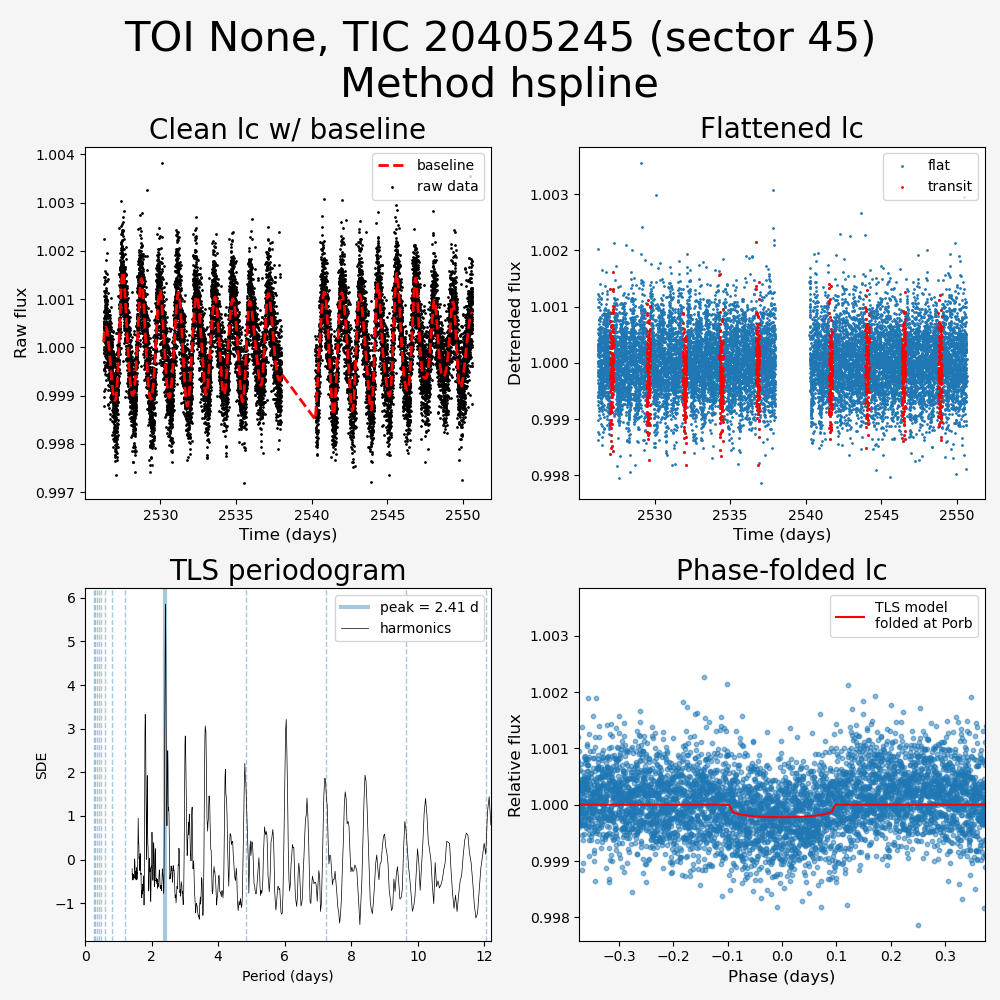 TOI None, TIC 20405245 (sector 45)
Method hspline
Clean lc w/ baseline
1.004
1.003
1.002
1.001
1.000
0.999
0.998
0.997
Raw flux
baseline
raw data
2530
2535
2540
2545
2550
Time (days)
Flattened lc
1.003
1.002
1.001
1.000
0.999
0.998
Detrended flux
flat
transit
2530
2535
2540
2545
2550
Time (days)
TLS periodogram
6
5
4
3
2
1
0
−1
SDE
peak = 2.41 d
harmonics
0
2
4
6
8
10
12
Period (days)
Phase-folded lc
1.003
1.002
1.001
1.000
0.999
0.998
Relative flux
TLS model
folded at Porb
−0.3
−0.2
−0.1
0.0
0.1
0.2
0.3
Phase (days)